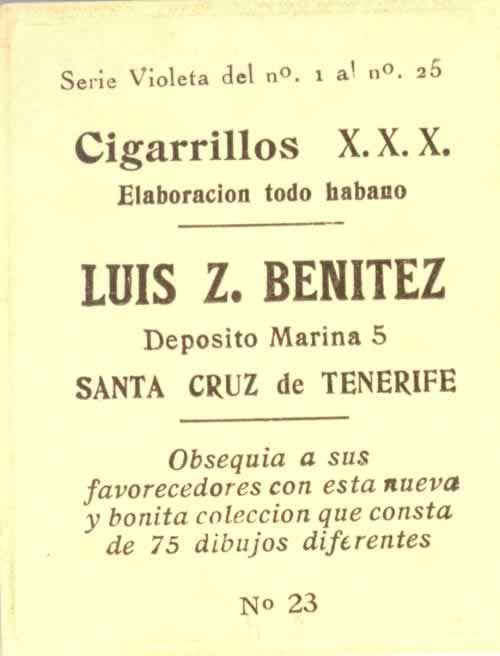 Serie Violeta del nº. 1 al nº. 25
Cigarrillos X. X. X.
Elaboracion todo habano
LUIS Z. BENITEZ
Deposito Marina 5
SANTA CRUZ de TENERIFE
Obsequia a sus
favorecedores con esta nueva
y bonita coleccion que consta
de 75 dibujos diferentes
Nº 23